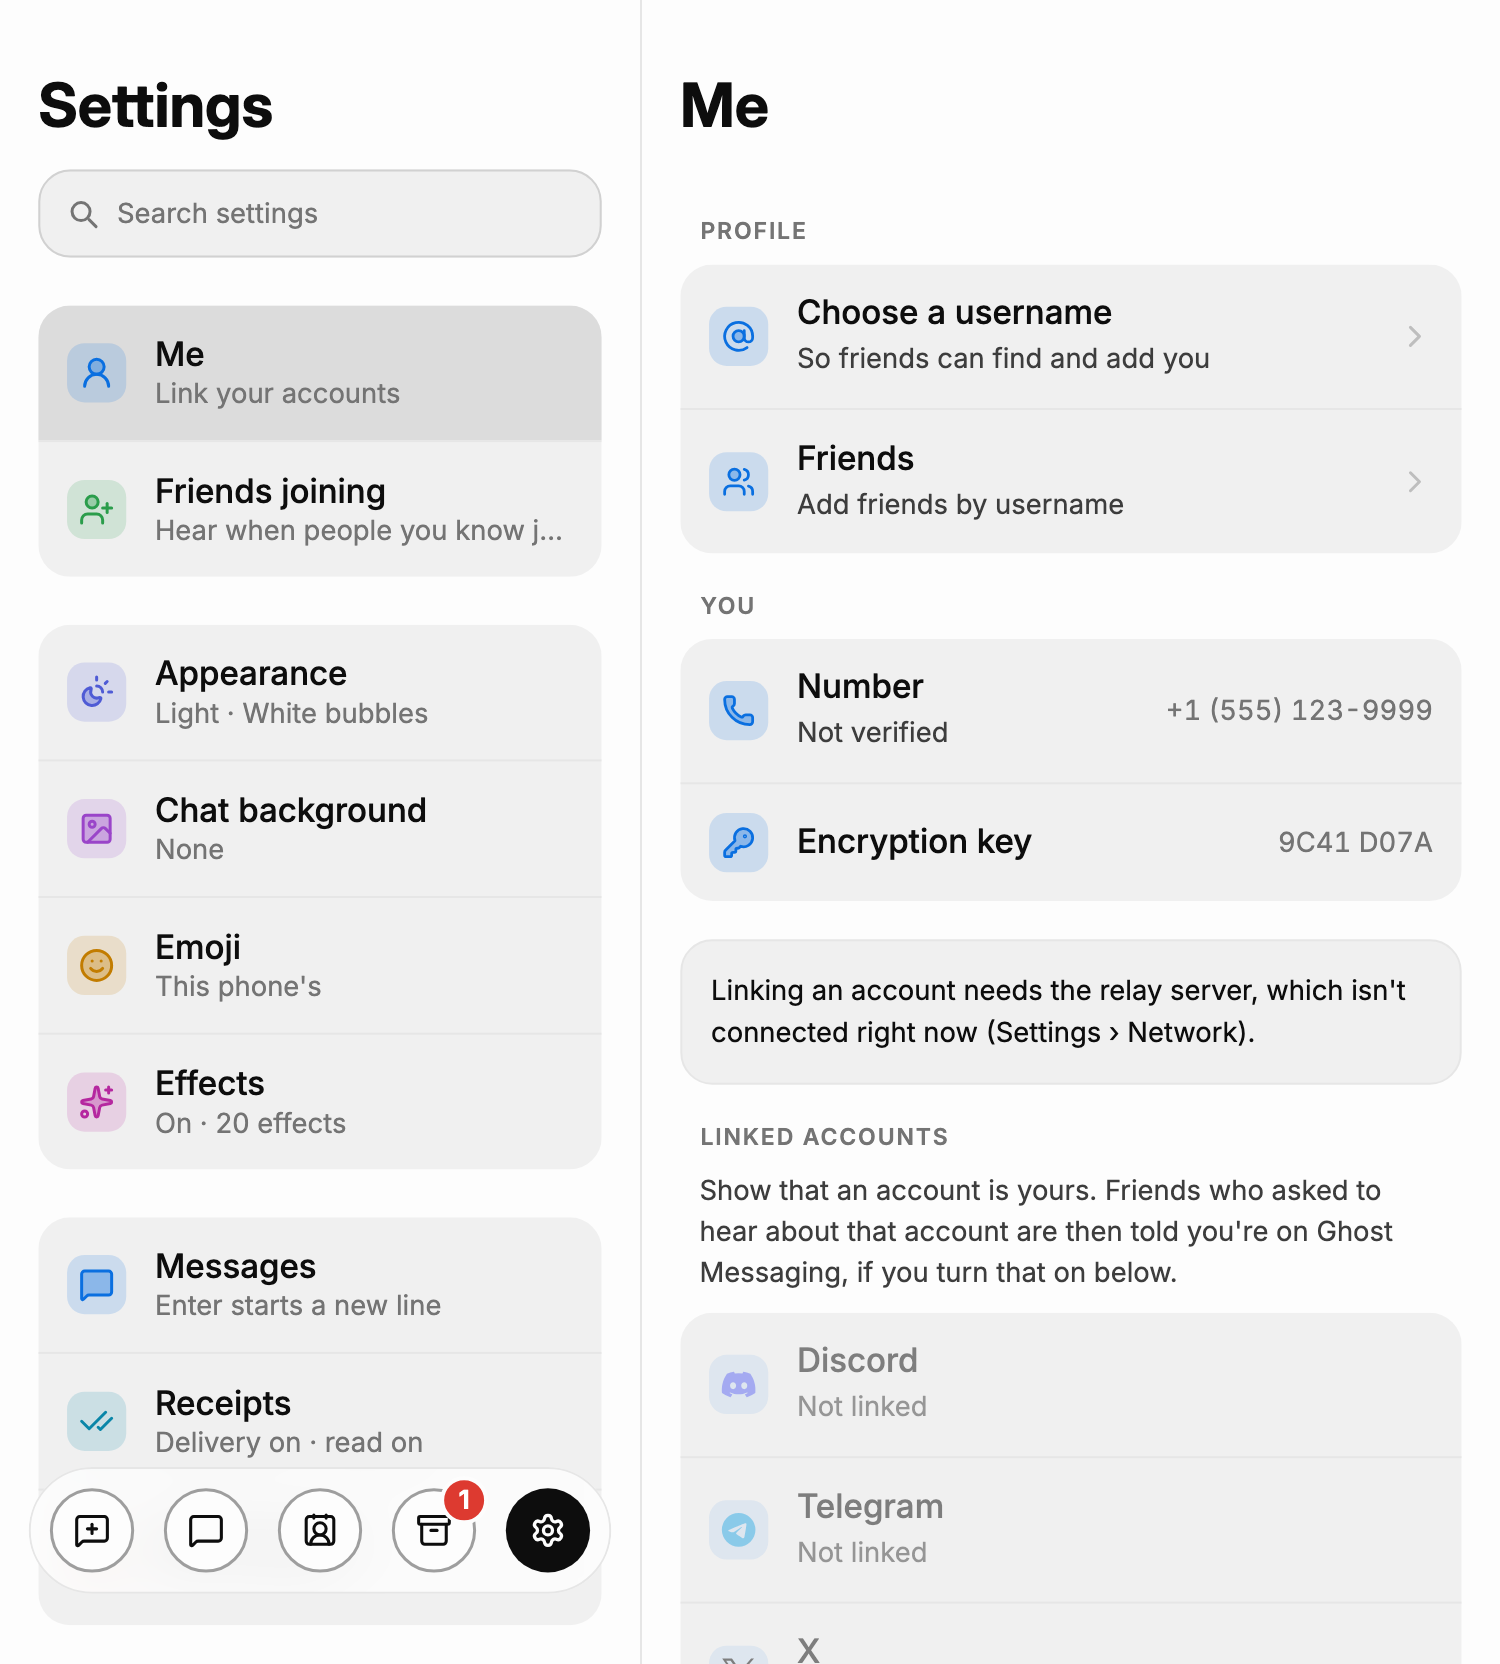 Settings
Search settings
Me
Link your accounts
Friends joining
Hear when people you know j...
Appearance
Light · White bubbles
Chat background
None
Emoji
This phone's
Effects
On · 20 effects
Messages
Enter starts a new line
Receipts
Delivery on · read on
1
Me
PROFILE
Choose a username
So friends can find and add you
Friends
Add friends by username
YOU
Number
Not verified
+1 (555) 123-9999
Encryption key
9C41 D07A
Linking an account needs the relay server, which isn't
connected right now (Settings › Network).
LINKED ACCOUNTS
Show that an account is yours. Friends who asked to
hear about that account are then told you're on Ghost
Messaging, if you turn that on below.
Discord
Not linked
Telegram
Not linked
X